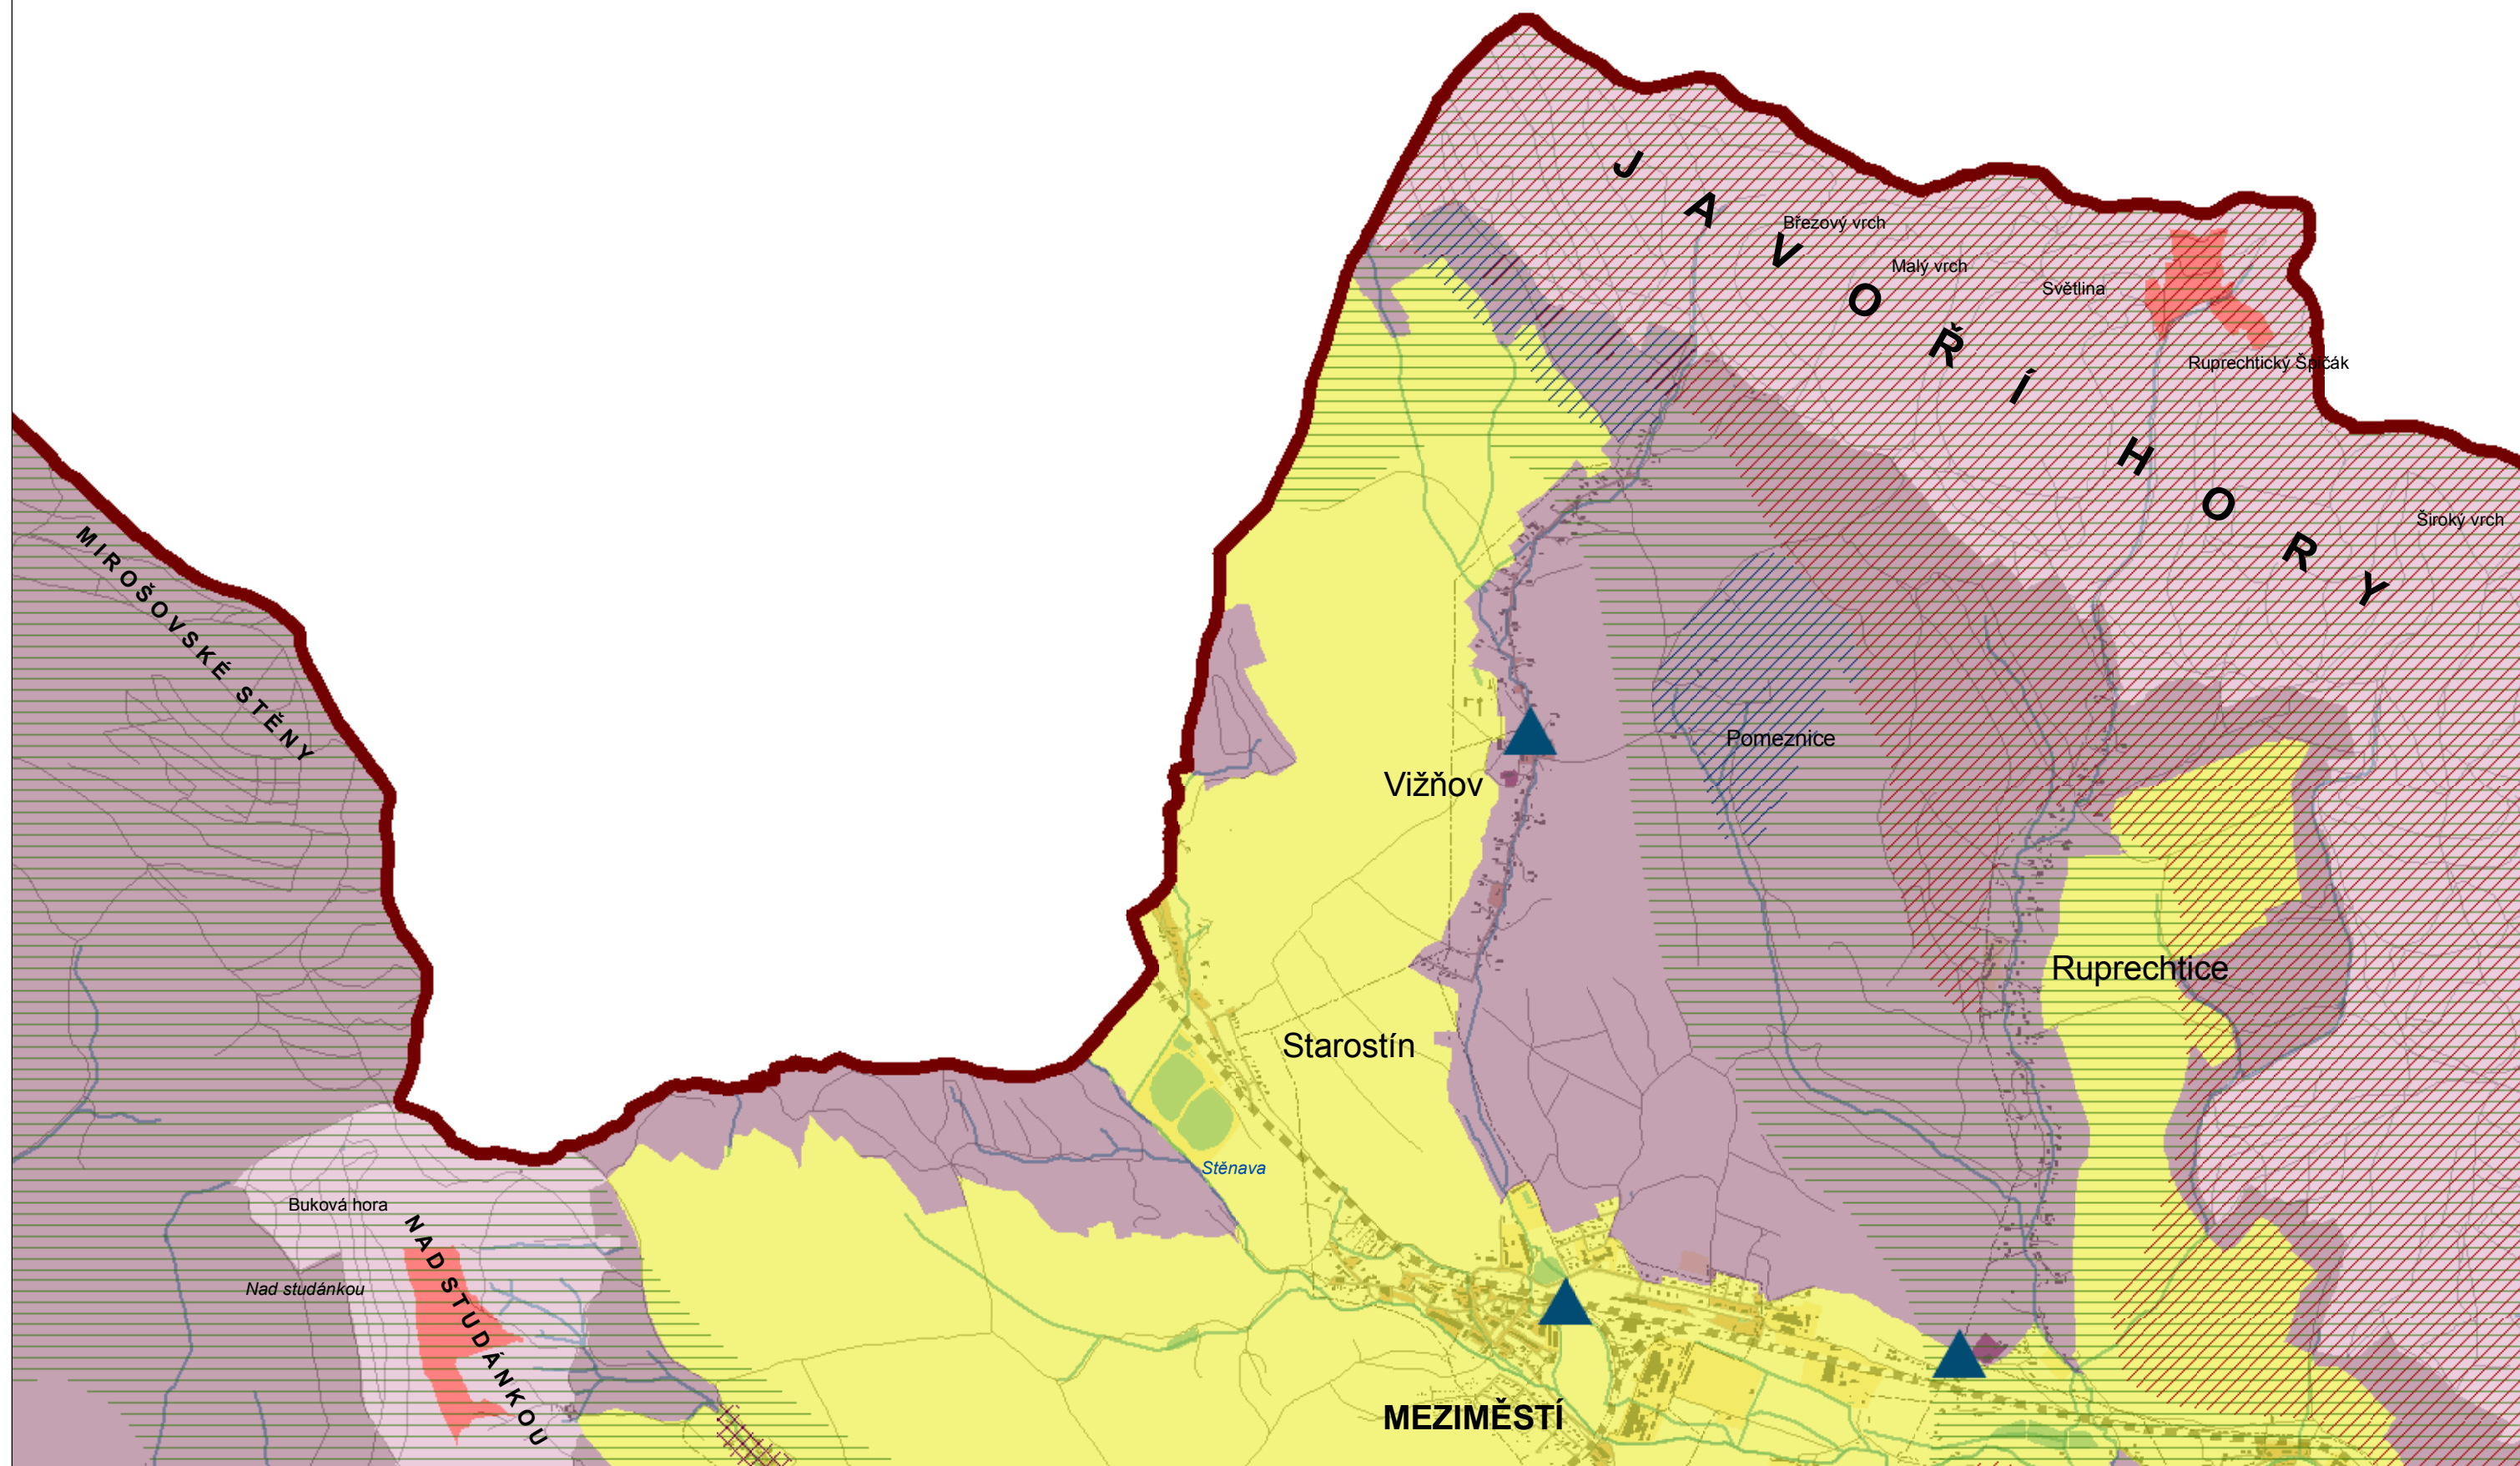 JAVOŘÍ HORY
Březový vrch
Malý vrch
Světlina
Ruprechtický Špičák
Široký vrch
MIROŠOVSKÉ STĚNY
Pomeznice
Vižňov
Ruprechtice
Starostín
Stěnava
Buková hora
NAD STUDÁNKOU
Nad studánkou
MEZIMĚSTÍ